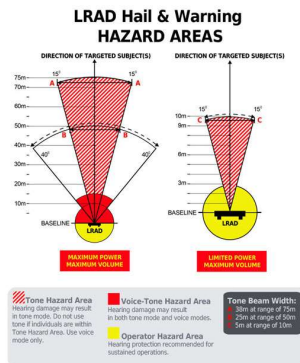 LRAD Hail & Warning
HAZARD AREAS
DIRECTION OF TARGETED SUBJECT(S)
DIRECTION OF TARGETED SUBJECT(S)
75m
15°
15°
A
A
70m
60m
50m
B
B
40m
40°
40°
30m
20m
10m
BASELINE
LRAD
10m
15°
15°
C
C
9m
6m
3m
BASELINE
LRAD
MAXIMUM POWER
MAXIMUM VOLUME
LIMITED POWER
MAXIMUM VOLUME
Tone Hazard Area
Hearing damage may result
in tone mode. Do not use
tone if individuals are within
Tone Hazard Area. Use voice
mode only.
Voice-Tone Hazard Area
Hearing damage may result
in both tone mode and voice modes.
Operator Hazard Area
Hearing protection recommended for
sustained operations.
Tone Beam Width:
38m at range of 75m
25m at range of 50m
5m at range of 10m